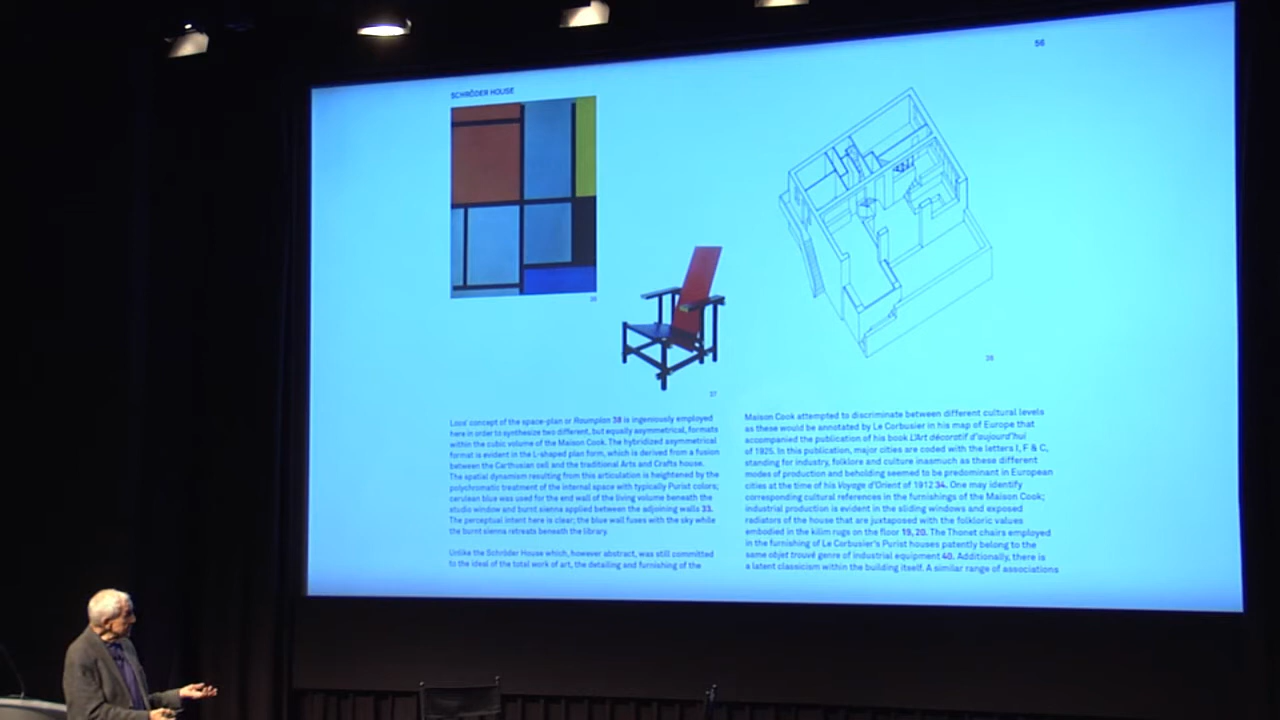 56
SCHRÖDER HOUSE
36
37
38
Loos' concept of the space-plan or Raumplan 38 is ingeniously employed
here in order to synthesize two different, but equally asymmetrical, formats
within the cubic volume of the Maison Cook. The hybridized asymmetrical
format is evident in the L-shaped plan form, which is derived from a fusion
between the Carthusian cell and the traditional Arts and Crafts house.
The spatial dynamism resulting from this articulation is heightened by the
polychromatic treatment of the internal space with typically Purist colors;
cerulean blue was used for the end wall of the living volume beneath the
studio window and burnt sienna applied between the adjoining walls 33.
The perceptual intent here is clear; the blue wall fuses with the sky while
the burnt sienna retreats beneath the library.
Unlike the Schröder House which, however abstract, was still committed
to the ideal of the total work of art, the detailing and furnishing of the
Maison Cook attempted to discriminate between different cultural levels
as these would be annotated by Le Corbusier in his map of Europe that
accompanied the publication of his book L'Art décoratif d'aujourd'hui
of 1925. In this publication, major cities are coded with the letters I, F & C,
standing for industry, folklore and culture inasmuch as these different
modes of production and beholding seemed to be predominant in European
cities at the time of his Voyage d'Orient of 1912 34. One may identify
corresponding cultural references in the furnishings of the Maison Cook;
industrial production is evident in the sliding windows and exposed
radiators of the house that are juxtaposed with the folkloric values
embodied in the kilim rugs on the floor 19, 20. The Thonet chairs employed
in the furnishing of Le Corbusier's Purist houses patently belong to the
same objet trouvé genre of industrial equipment 40. Additionally, there is
a latent classicism within the building itself. A similar range of associations